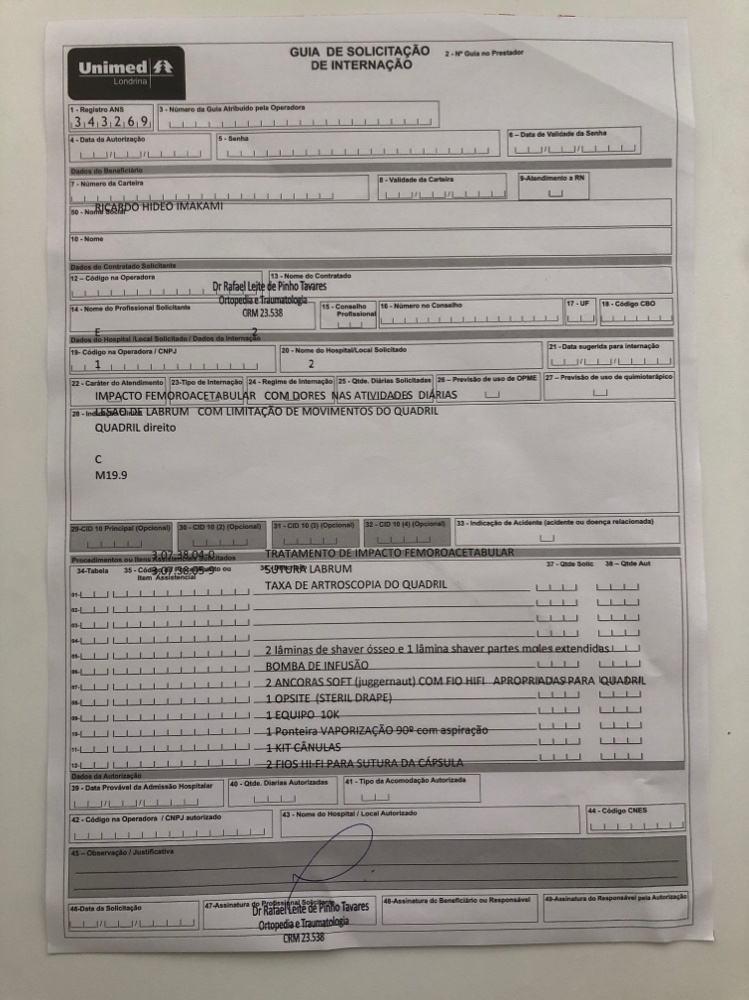 Unimed
Londrina
GUIA DE SOLICITAÇÃO
DE INTERNAÇÃO
2 - Nº Guia no Prestador
1 - Registro ANS
3 - Número da Guia Atribuído pela Operadora
343269
4 - Data da Autorização
5 - Senha
6 – Data de Validade da Senha
Dados do Beneficiário
7 - Número da Carteira
8 - Validade da Carteira
9-Atendimento a RN
RICARDO HIDEO IMAKAMI
50 - Nome Social
10 - Nome
Dados do Contratado Solicitante
12 – Código na Operadora
13 - Nome do Contratado
Dr Rafael Leite de Pinho Tavares
Ortopedia e Traumatologia
CRM 23.538
14 - Nome do Profissional Solicitante
15 - Conselho Profissional
16 - Número no Conselho
17 - UF
18 - Código CBO
E 2
Dados do Hospital /Local Solicitado / Dados da Internação
19- Código na Operadora / CNPJ
20 - Nome do Hospital/Local Solicitado
21 - Data sugerida para internação
1 2
22 - Caráter do Atendimento
23-Tipo de Internação
24 - Regime de Internação
25 - Qtde. Diárias Solicitadas
26 – Previsão de uso de OPME
27 – Previsão de uso de quimioterápico
IMPACTO FEMOROACETABULAR COM DORES NAS ATIVIDADES DIÁRIAS
LESAO DE LABRUM COM LIMITAÇÃO DE MOVIMENTOS DO QUADRIL
QUADRIL direito
C
M19.9
29-CID 10 Principal (Opcional)
30 - CID 10 (2) (Opcional)
31 - CID 10 (3) (Opcional)
32 - CID 10 (4) (Opcional)
33 - Indicação de Acidente (acidente ou doença relacionada)
3.07.38.04-0 TRATAMENTO DE IMPACTO FEMOROACETABULAR
Procedimentos ou Itens Assistenciais Solicitados
34-Tabela
35 - Código do Procedimento ou
Item Assistencial
37 - Qtde Solic
38 – Qtde Aut
3.07.38.05-9 SUTURA LABRUM
TAXA DE ARTROSCOPIA DO QUADRIL
01-
02-
03-
04-
05- 2 lâminas de shaver ósseo e 1 lâmina shaver partes moles extendidas
06- BOMBA DE INFUSÃO
07- 2 ANCORAS SOFT (juggernaut) COM FIO HIFI APROPRIADAS PARA QUADRIL
08- 1 OPSITE (STERIL DRAPE)
09- 1 EQUIPO 10K
10- 1 Ponteira VAPORIZAÇÃO 90º com aspiração
11- 1 KIT CÂNULAS
12- 2 FIOS HI-FI PARA SUTURA DA CÁPSULA
Dados da Autorização
39 - Data Provável da Admissão Hospitalar
40 - Qtde. Diarias Autorizadas
41 - Tipo da Acomodação Autorizada
42 - Código na Operadora / CNPJ autorizado
43 - Nome do Hospital / Local Autorizado
44 - Código CNES
45 – Observação / Justificativa
46-Data da Solicitação
47-Assinatura do Profissional Solicitante
48-Assinatura do Beneficiário ou Responsável
49-Assinatura do Responsável pela Autorização
Dr Rafael Leite de Pinho Tavares
Ortopedia e Traumatologia
CRM 23.538